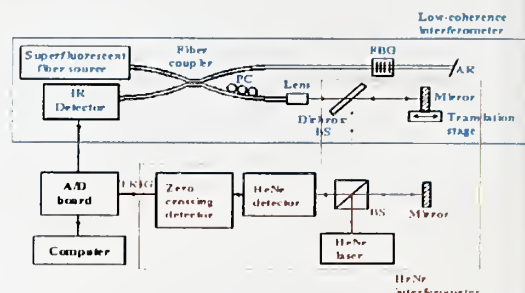 Low-coherence
interferometer
Superfluorescent
fiber source
Fiber
coupler
FBG
PC
Lens
AR
IR
Detector
Dichroic
BS
Mirror
Translation
stage
A/D
board
TRIG
Zero
crossing
detector
HeNe
detector
BS
Mirror
Computer
HeNe
laser
HeNe
interferometer